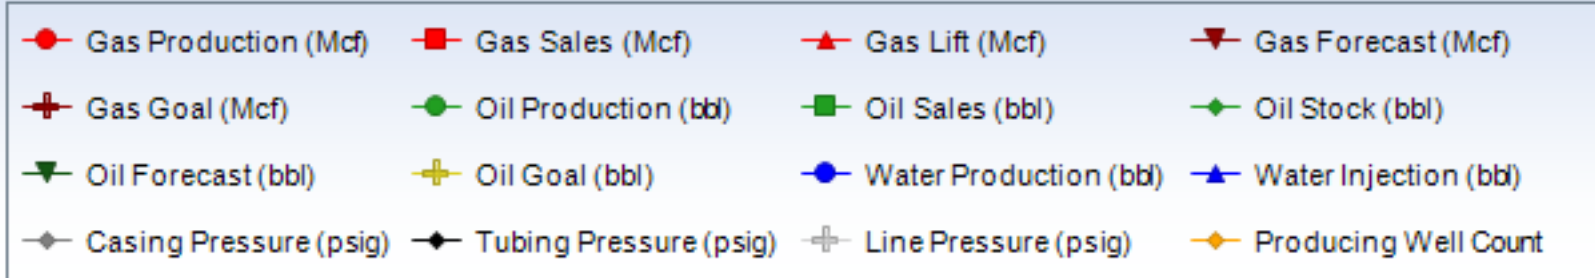 Gas Production (Mcf) Gas Sales (Mcf) Gas Lift (Mcf) Gas Forecast (Mcf)
Gas Goal (Mcf) Oil Production (bbl) Oil Sales (bbl) Oil Stock (bbl)
Oil Forecast (bbl) Oil Goal (bbl) Water Production (bbl) Water Injection (bbl)
Casing Pressure (psig) Tubing Pressure (psig) Line Pressure (psig) Producing Well Count